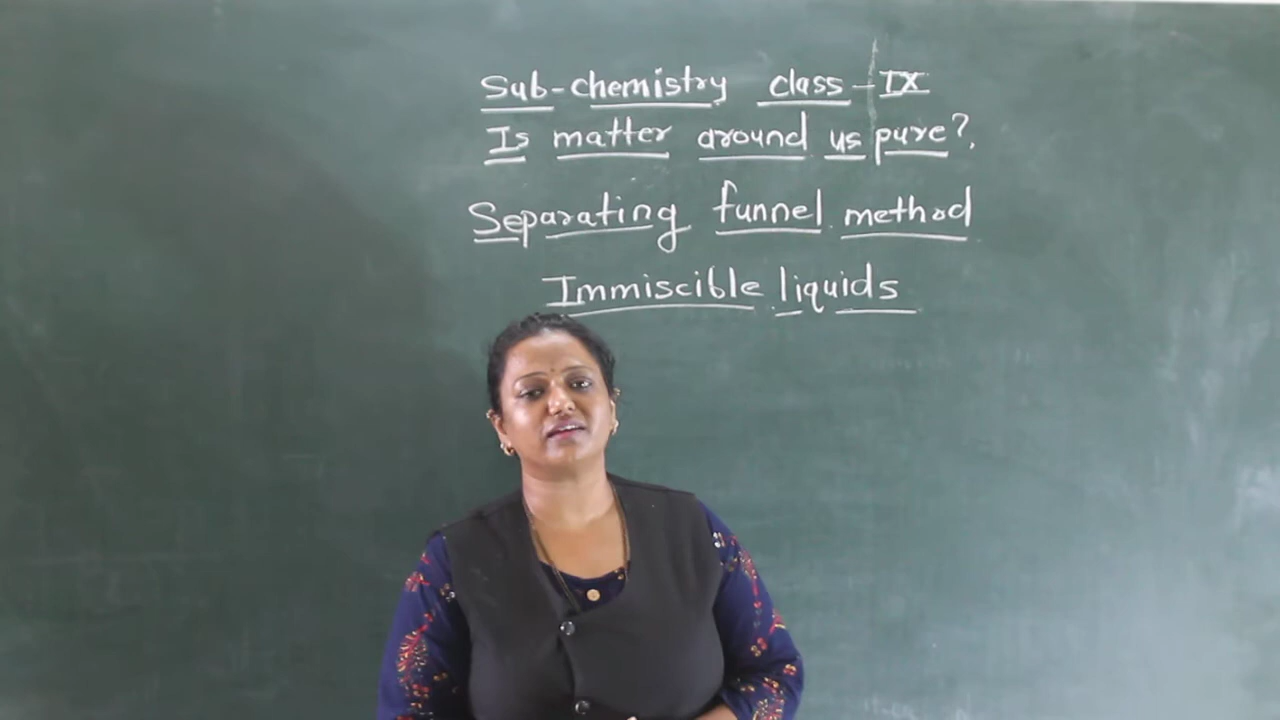 Sub-chemistry class-IX
Is matter around us pure?.
Separating funnel method
Immiscible liquids